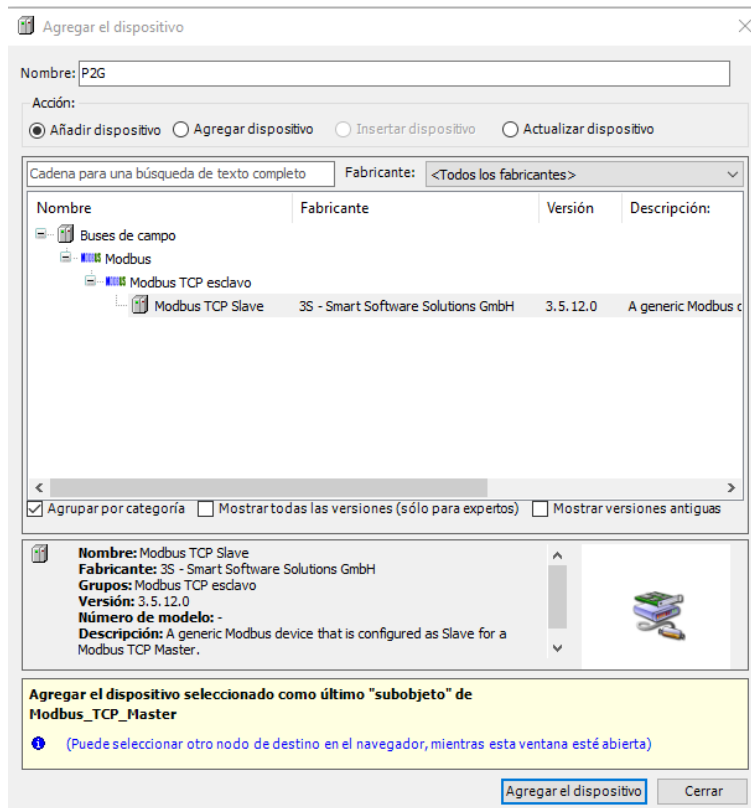 Agregar el dispositivo
Nombre: P2G
Acción:
Añadir dispositivo Agregar dispositivo Insertar dispositivo Actualizar dispositivo
Cadena para una búsqueda de texto completo Fabricante: <Todos los fabricantes>
Nombre Fabricante Versión Descripción:
Buses de campo
Modbus
Modbus TCP esclavo
Modbus TCP Slave 3S - Smart Software Solutions GmbH 3.5.12.0 A generic Modbus d
Agrupar por categoría Mostrar todas las versiones (sólo para expertos) Mostrar versiones antiguas
Nombre: Modbus TCP Slave
Fabricante: 3S - Smart Software Solutions GmbH
Grupos: Modbus TCP esclavo
Versión: 3.5.12.0
Número de modelo: -
Descripción: A generic Modbus device that is configured as Slave for a
Modbus TCP Master.
Agregar el dispositivo seleccionado como último "subobjeto" de
Modbus_TCP_Master
(Puede seleccionar otro nodo de destino en el navegador, mientras esta ventana esté abierta)
Agregar el dispositivo Cerrar